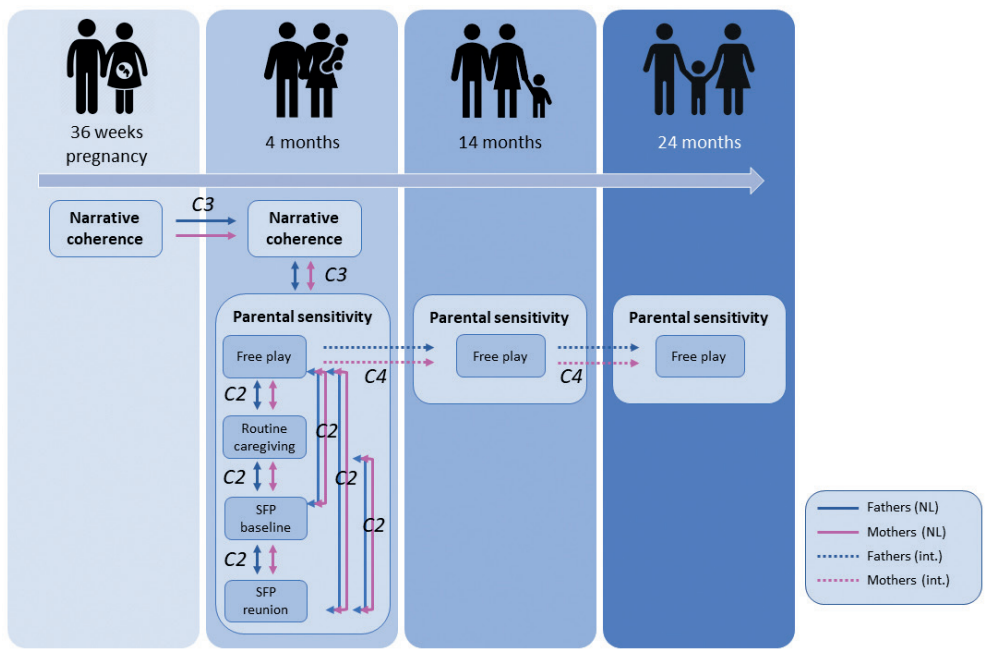 36 weeks
pregnancy
4 months
14 months
24 months
Narrative
coherence
C3
Narrative
coherence
C3
Parental sensitivity
Free play
C2
Routine
caregiving
C2
SFP
baseline
C2
SFP
reunion
C2
C2
C2
C4
Parental sensitivity
Free play
C4
Parental sensitivity
Free play
Fathers (NL)
Mothers (NL)
Fathers (int.)
Mothers (int.)